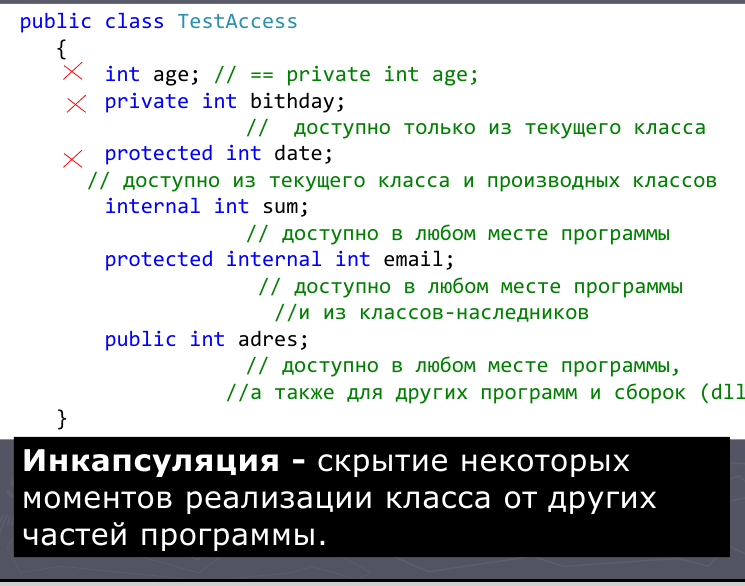 public class TestAccess
{
int age; // == private int age;
private int bithday;
// доступно только из текущего класса
protected int date;
// доступно из текущего класса и производных классов
internal int sum;
// доступно в любом месте программы
protected internal int email;
// доступно в любом месте программы
//и из классов-наследников
public int adres;
// доступно в любом месте программы,
//а также для других программ и сборок (dll
}
Инкапсуляция - скрытие некоторых
моментов реализации класса от других
частей программы.